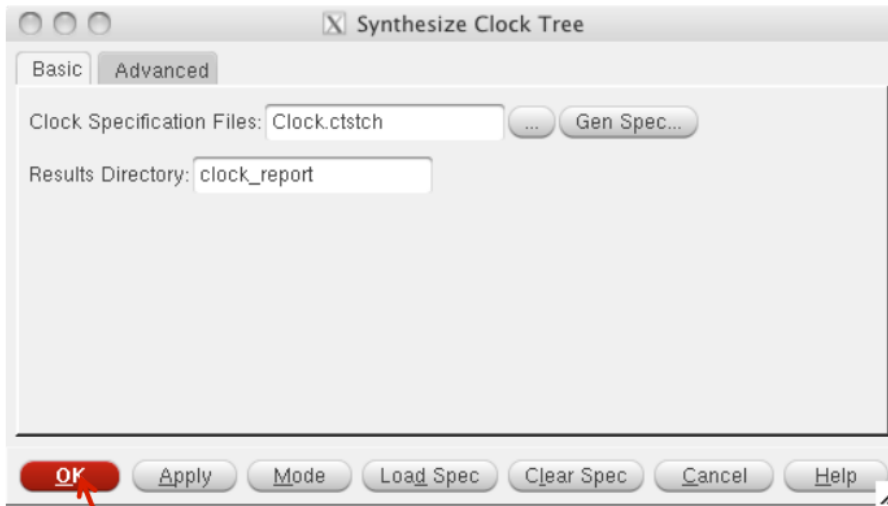 Synthesize Clock Tree
Basic Advanced
Clock Specification Files: Clock.ctstch ... Gen Spec...
Results Directory: clock_report
OK Apply Mode Load Spec Clear Spec Cancel Help